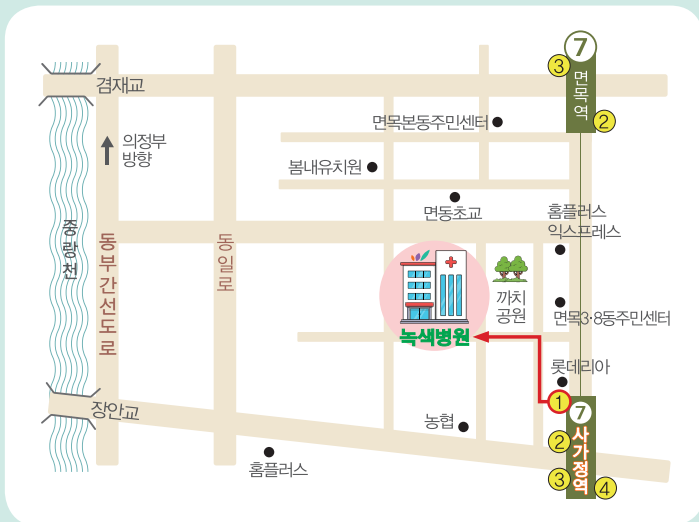 7
3
면목역
2
겸재교
면목본동주민센터
의정부
방향
봄내유치원
면동초교
홈플러스
익스프레스
중랑천
동부간선도로
동일로
까치
공원
면목3·8동주민센터
녹색병원
롯데리아
1
7
장안교
농협
2
사가정역
홈플러스
3
4